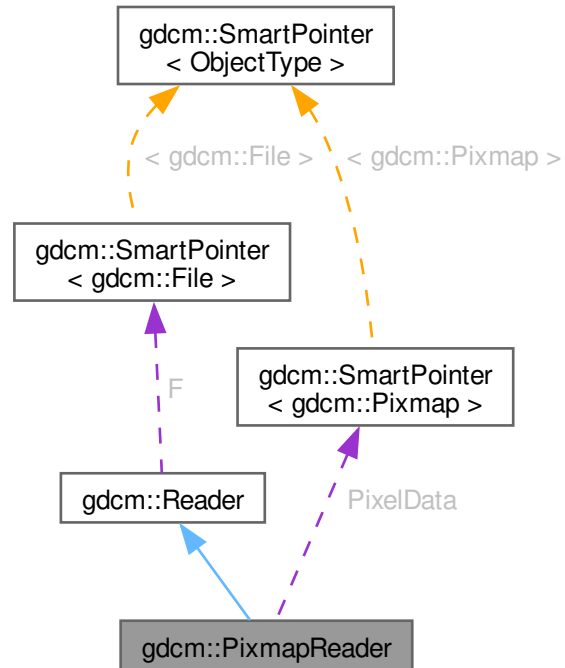 gdcm::SmartPointer
< ObjectType >
< gdcm::File >
< gdcm::Pixmap >
gdcm::SmartPointer
< gdcm::File >
gdcm::SmartPointer
< gdcm::Pixmap >
F
gdcm::Reader
PixelData
gdcm::PixmapReader